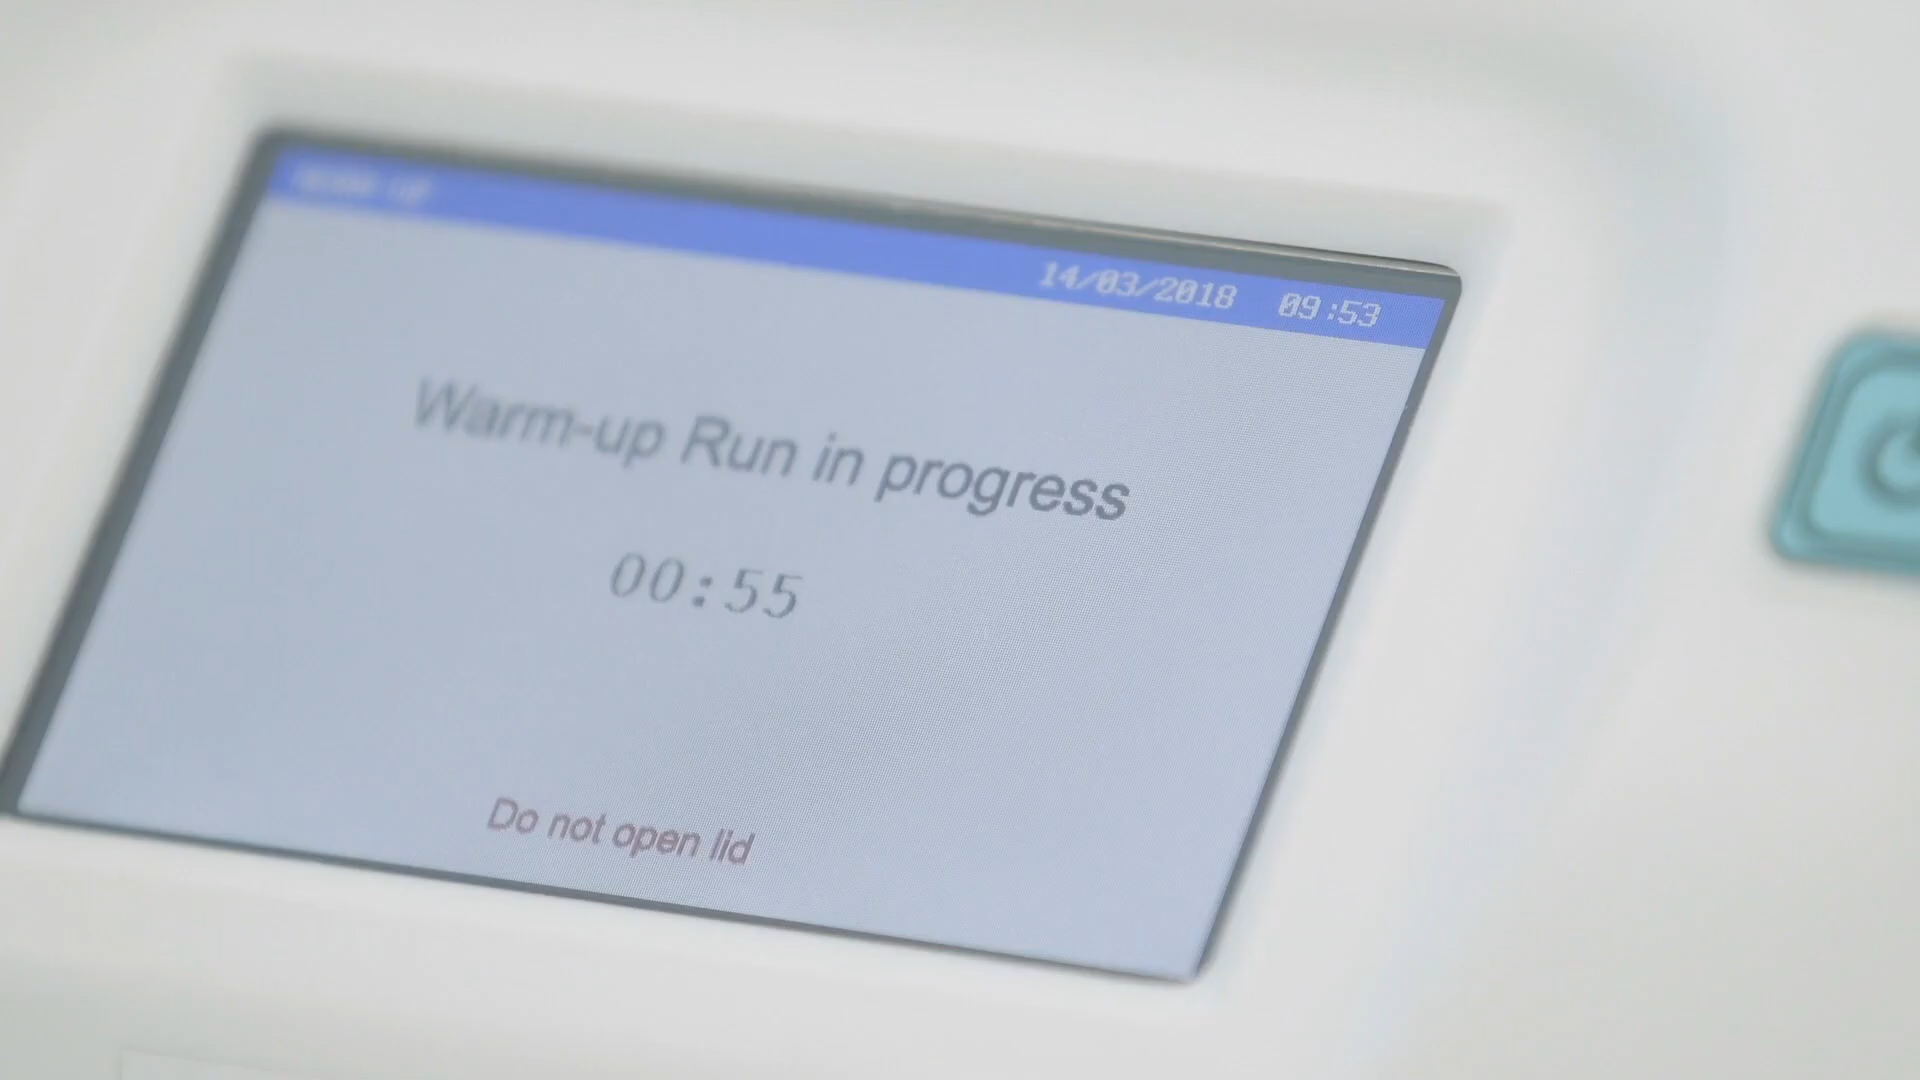 14/03/2018 09:53
Warm-up Run in progress
00:55
Do not open lid